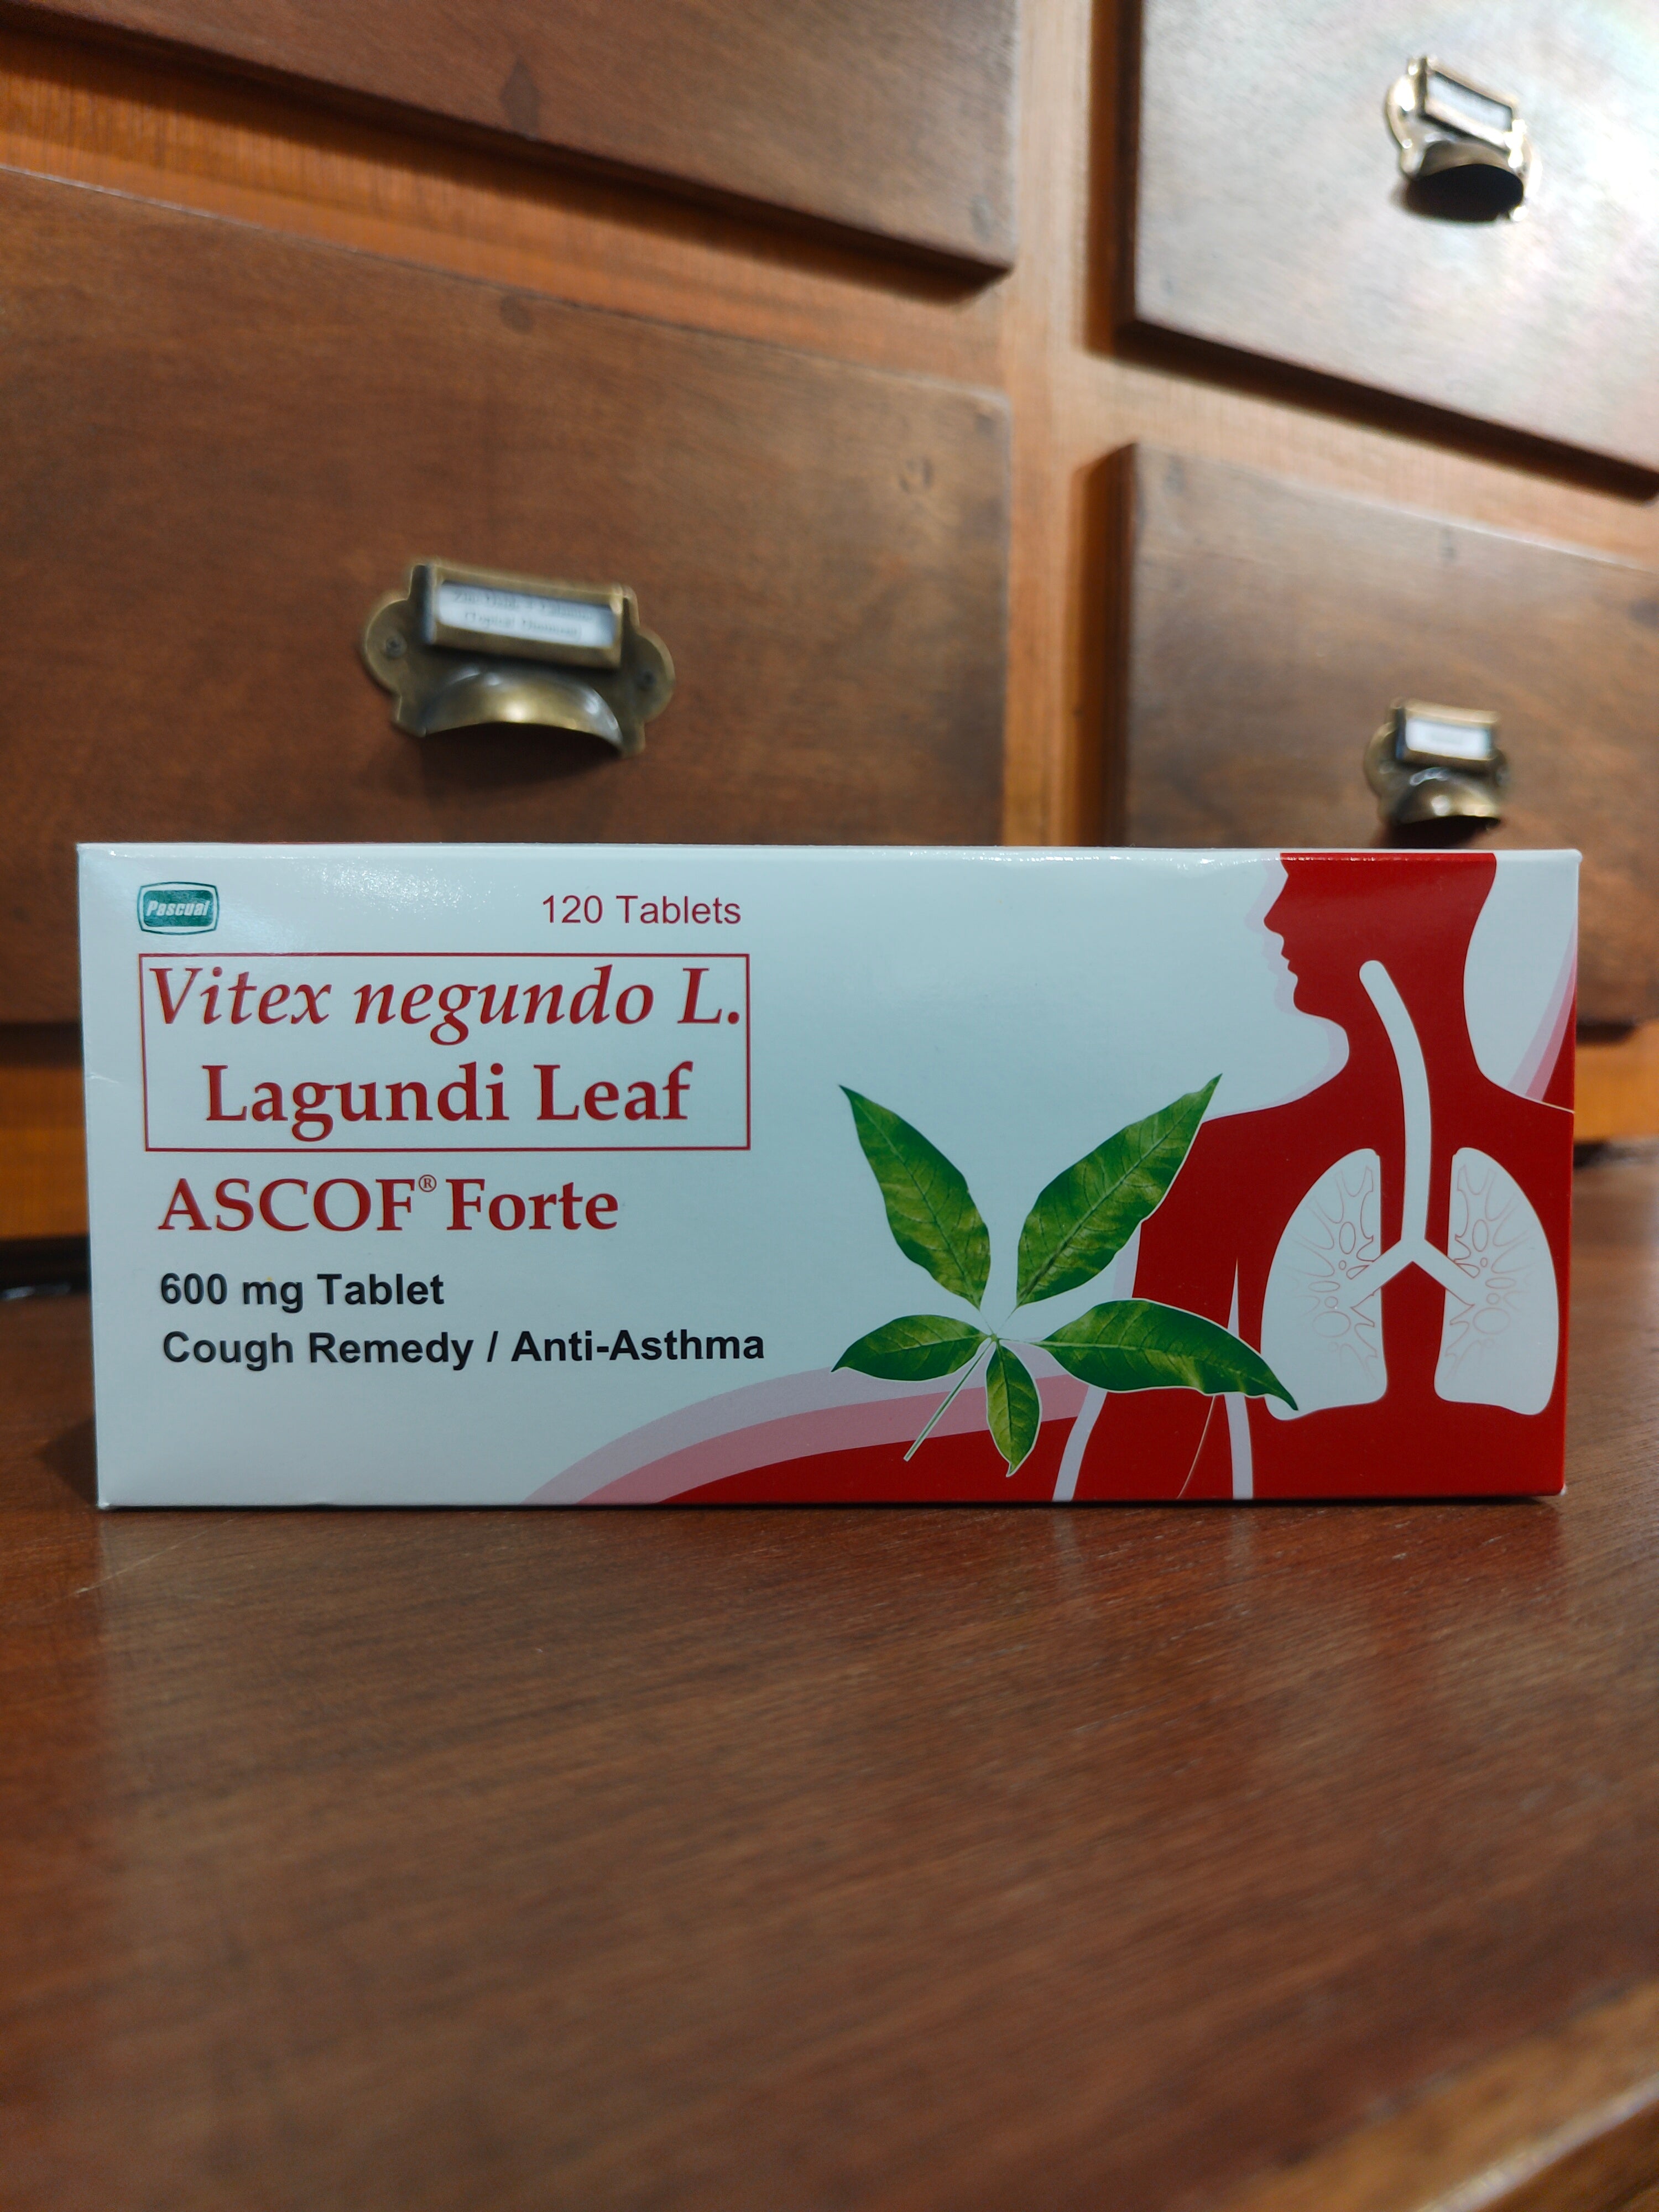 Pascual
120 Tablets
Vitex negundo L.
Lagundi Leaf
ASCOF® Forte
600 mg Tablet
Cough Remedy / Anti-Asthma